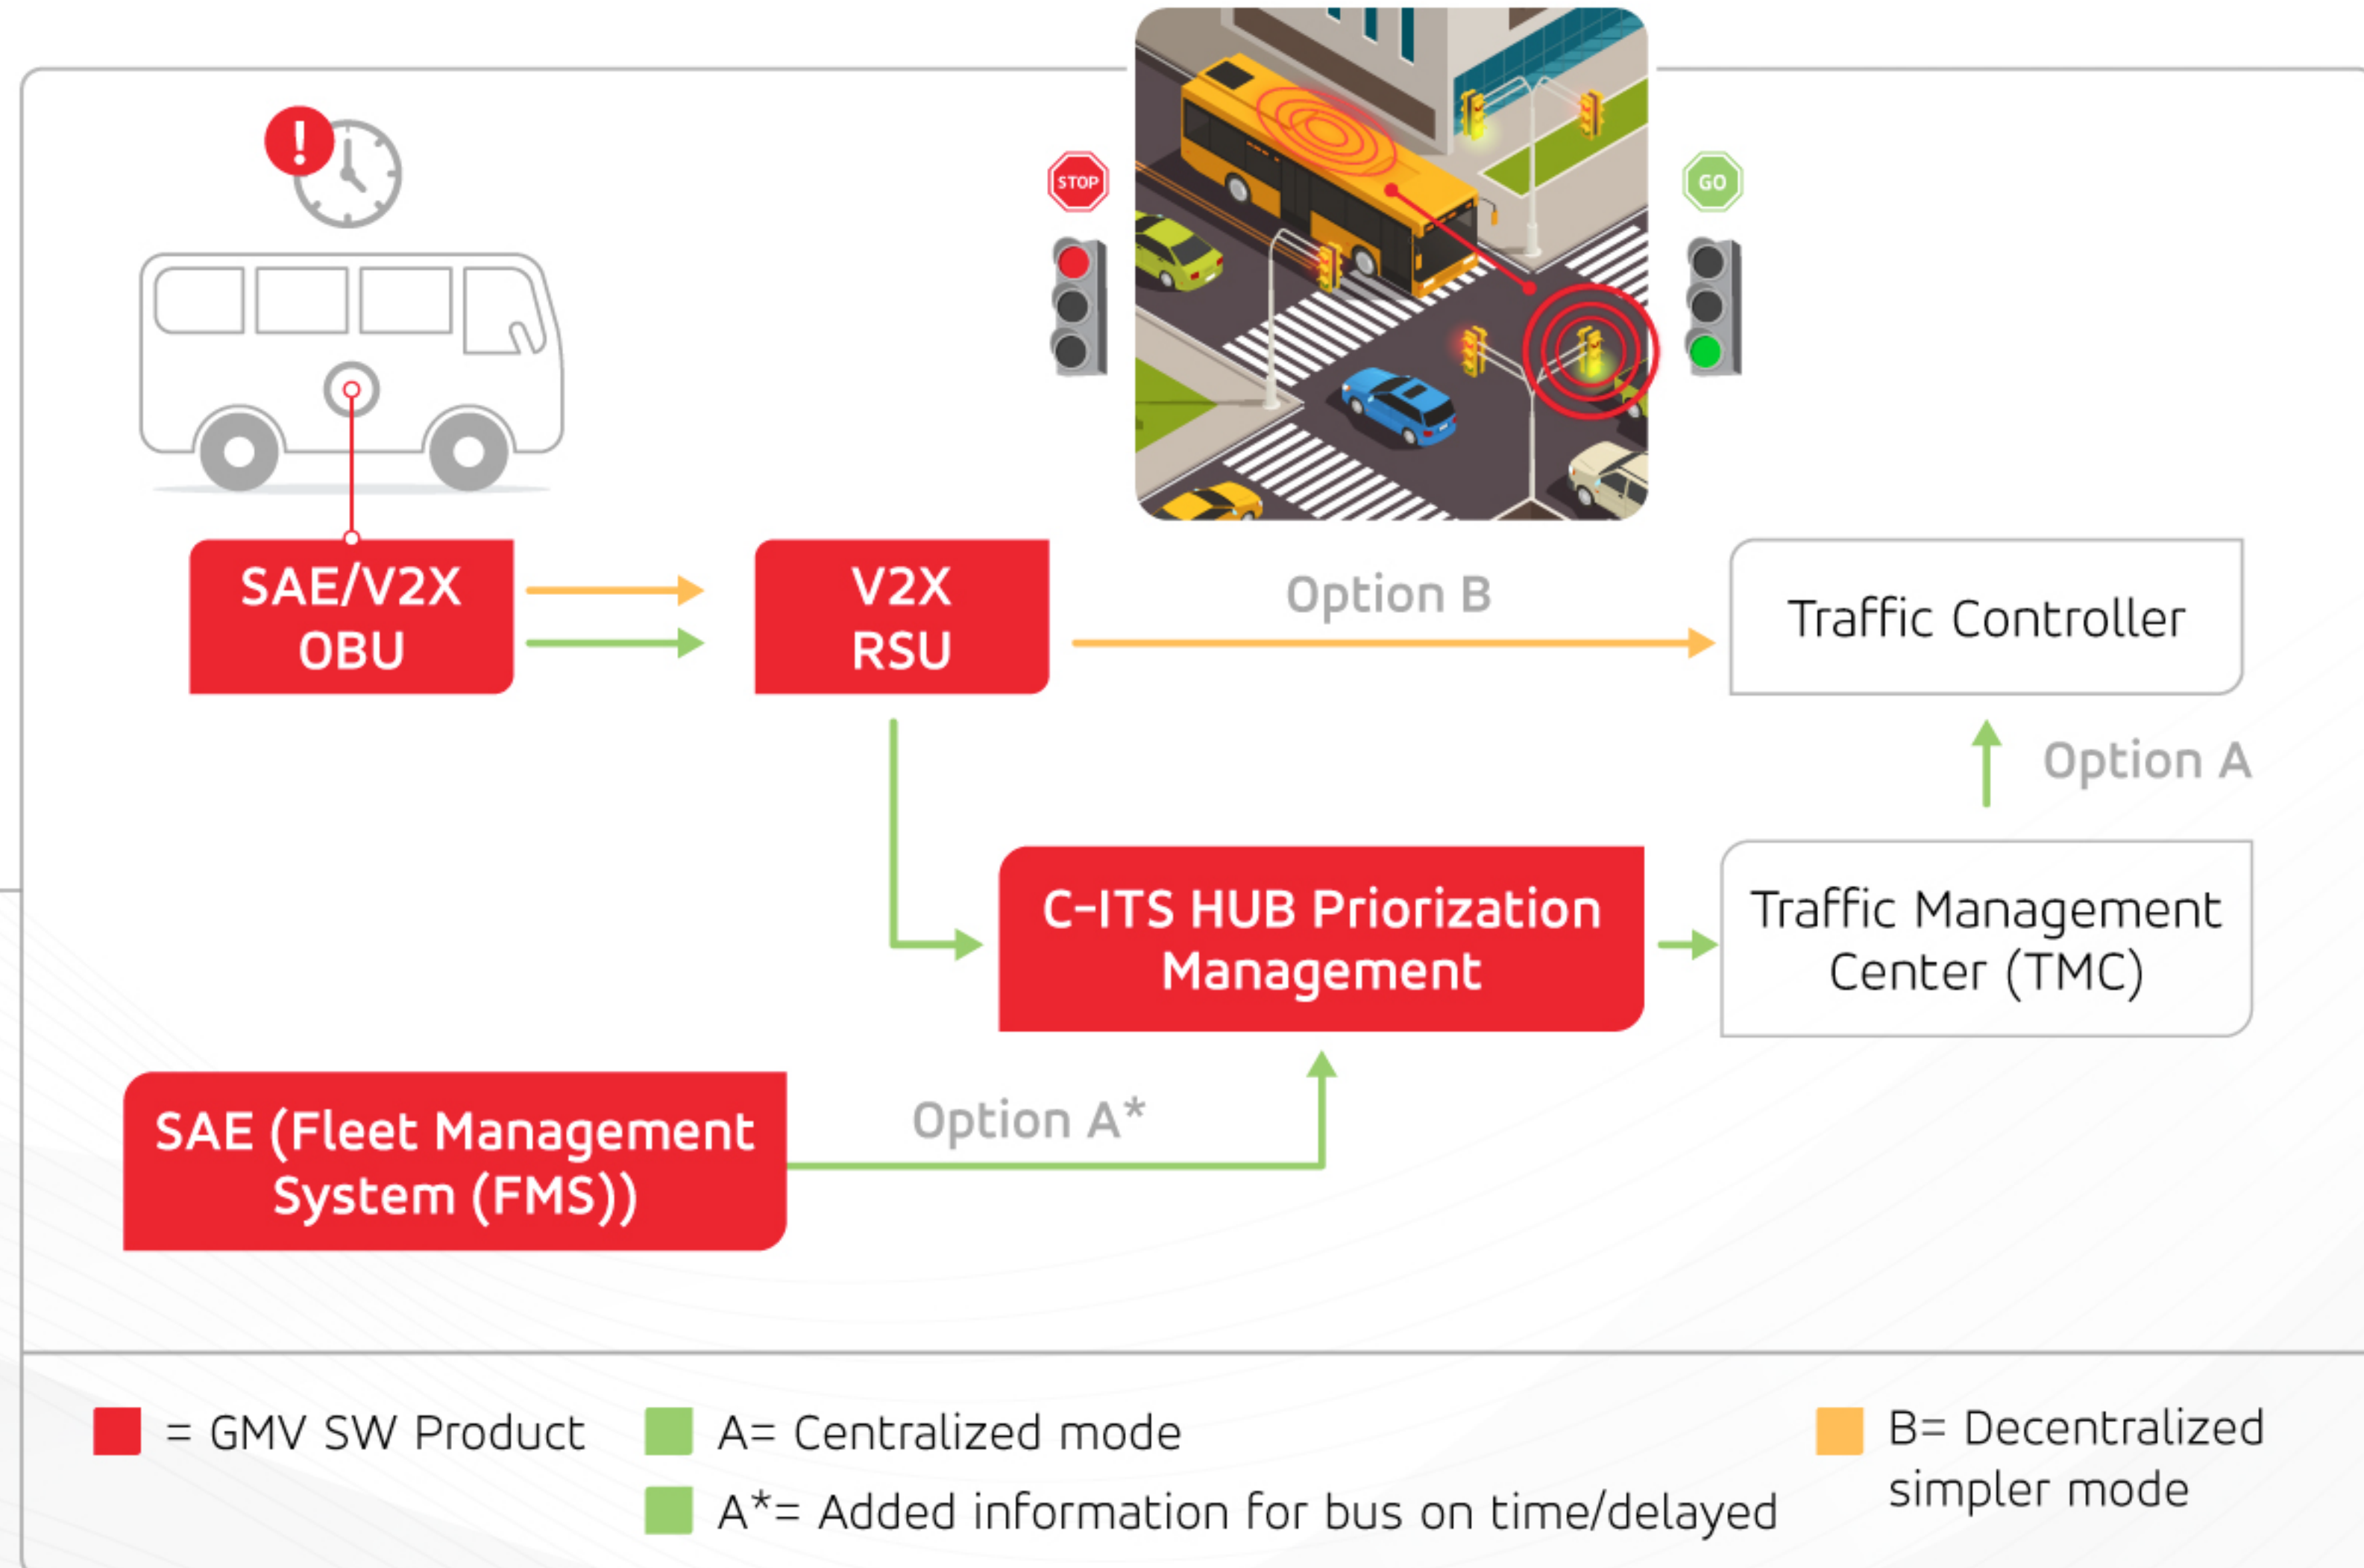 !
STOP
GO
SAE/V2X
OBU
V2X
RSU
Option B
Traffic Controller
Option A
C-ITS HUB Priorization
Management
Traffic Management
Center (TMC)
SAE (Fleet Management
System (FMS))
Option A*
= GMV SW Product
A= Centralized mode
A*= Added information for bus on time/delayed
B= Decentralized
simpler mode